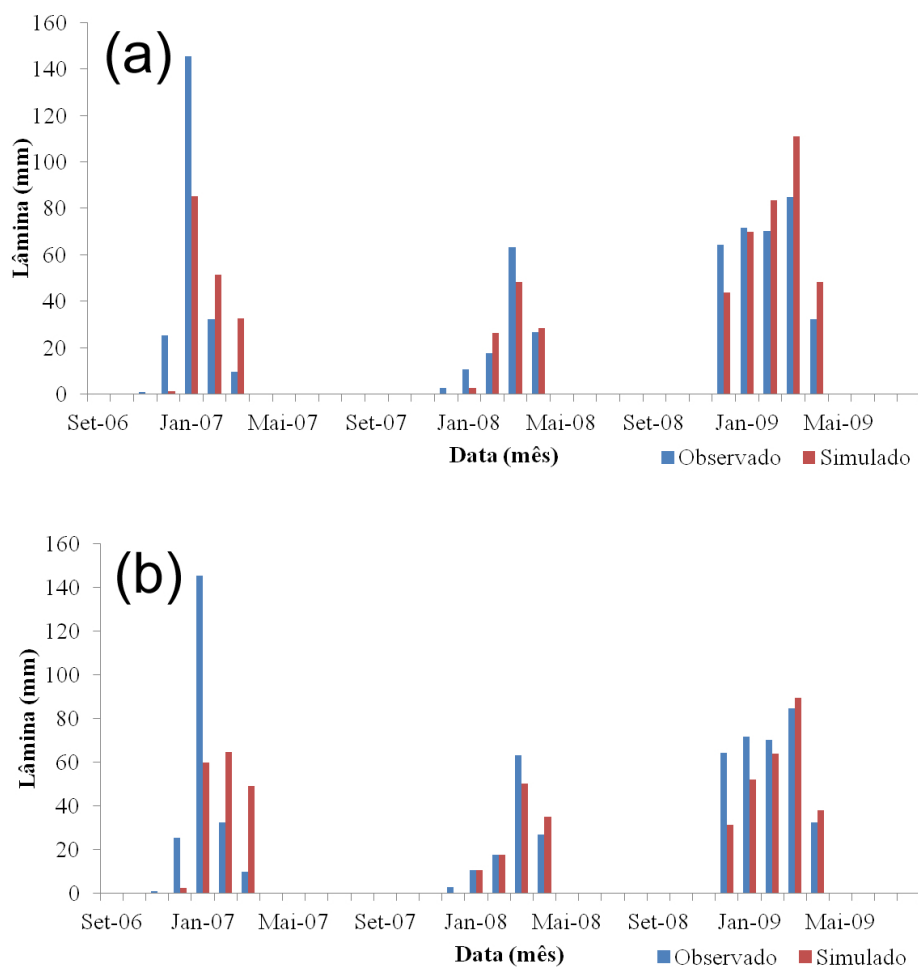 (a)
160
140
120
100
80
60
40
20
0
Lâmina (mm)
Set-06 Jan-07 Mai-07 Set-07 Jan-08 Mai-08 Set-08 Jan-09 Mai-09
Data (mês)
Observado Simulado
(b)
160
140
120
100
80
60
40
20
0
Lâmina (mm)
Set-06 Jan-07 Mai-07 Set-07 Jan-08 Mai-08 Set-08 Jan-09 Mai-09
Data (mês)
Observado Simulado